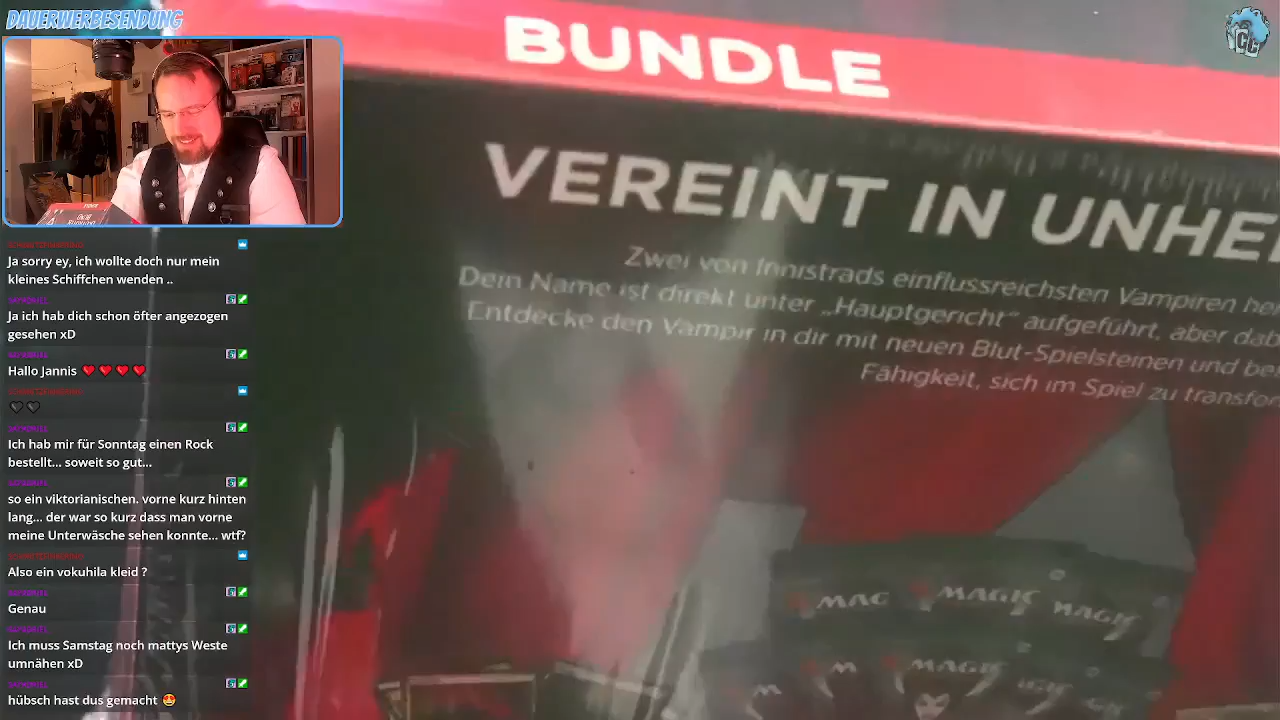 DAUERWERBESENDUNG
CG
Ja sorry ey, ich wollte doch nur mein
kleines Schiffchen wenden ..
Ja ich hab dich schon öfter angezogen
gesehen xD
Hallo Jannis ❤️ ❤️ ❤️ ❤️
🖤 🖤
Ich hab mir für Sonntag einen Rock
bestellt... soweit so gut...
so ein viktorianischen. vorne kurz hinten
lang... der war so kurz dass man vorne
meine Unterwäsche sehen konnte... wtf?
Also ein vokuhila kleid ?
Genau
Ich muss Samstag noch mattys Weste
umnähen xD
hübsch hast dus gemacht 😍
BUNDLE
VEREINT IN
Zwei von Innistrads einflussreichsten Vampiren
Dein Name ist direkt unter „Hauptgericht“ aufgeführt, aber
Entdecke den Vampir in dir mit neuen Blut-Spielsteinen und
Fähigkeit, sich im Spiel zu
MAGIC MAGIC
MAGIC